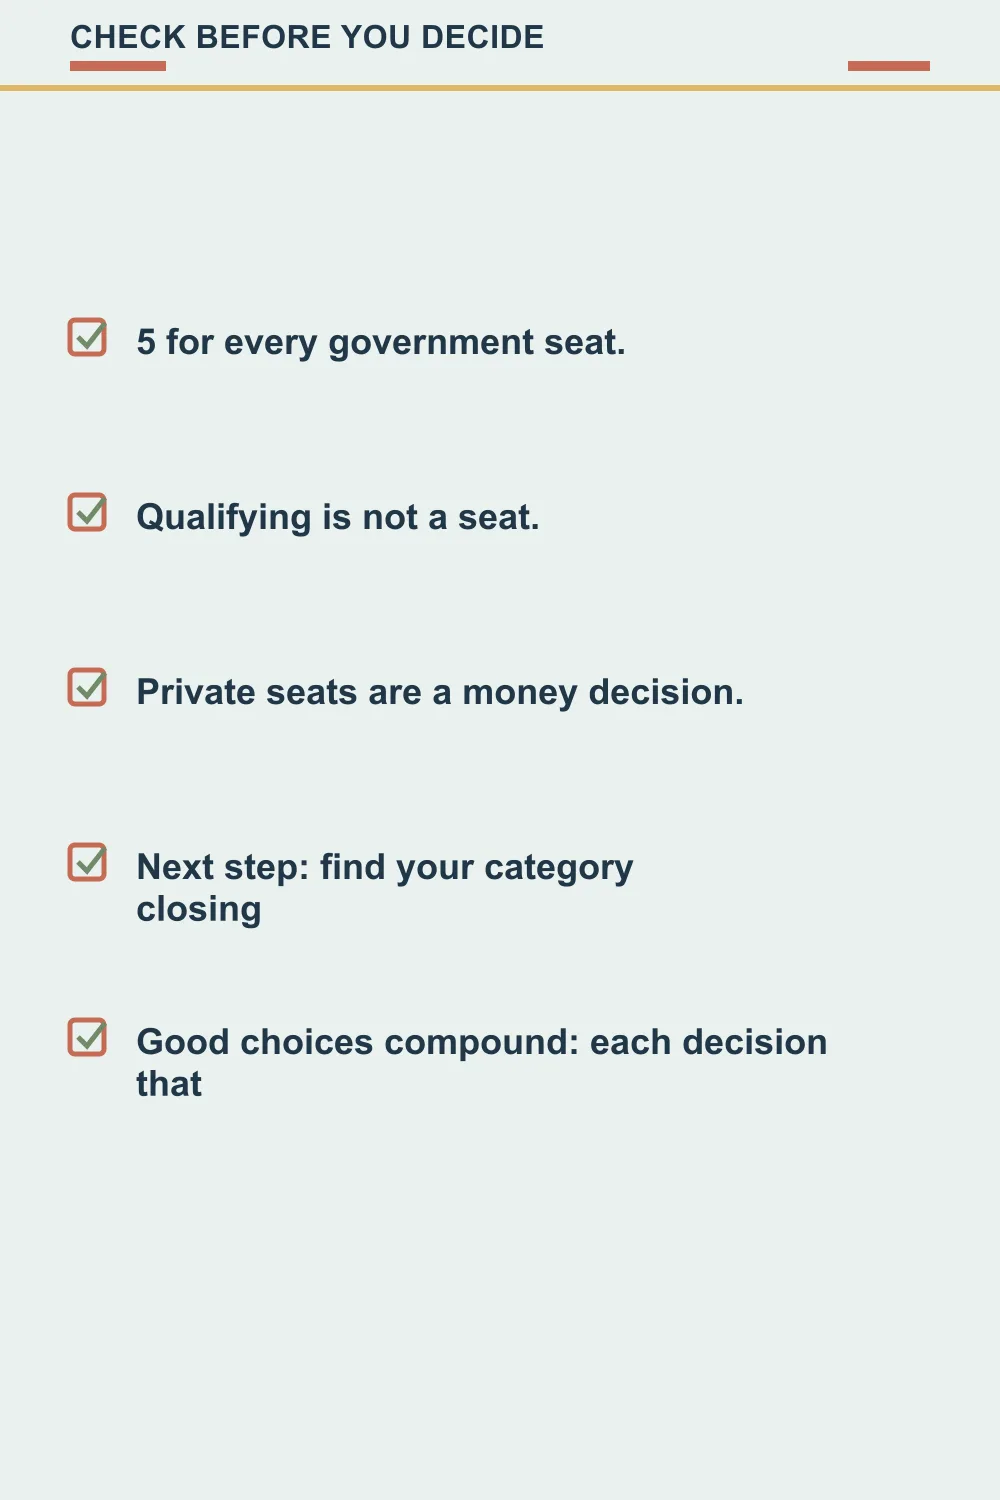 CHECK BEFORE YOU DECIDE
5 for every government seat.
Qualifying is not a seat.
Private seats are a money decision.
Next step: find your category
closing
Good choices compound: each decision
that